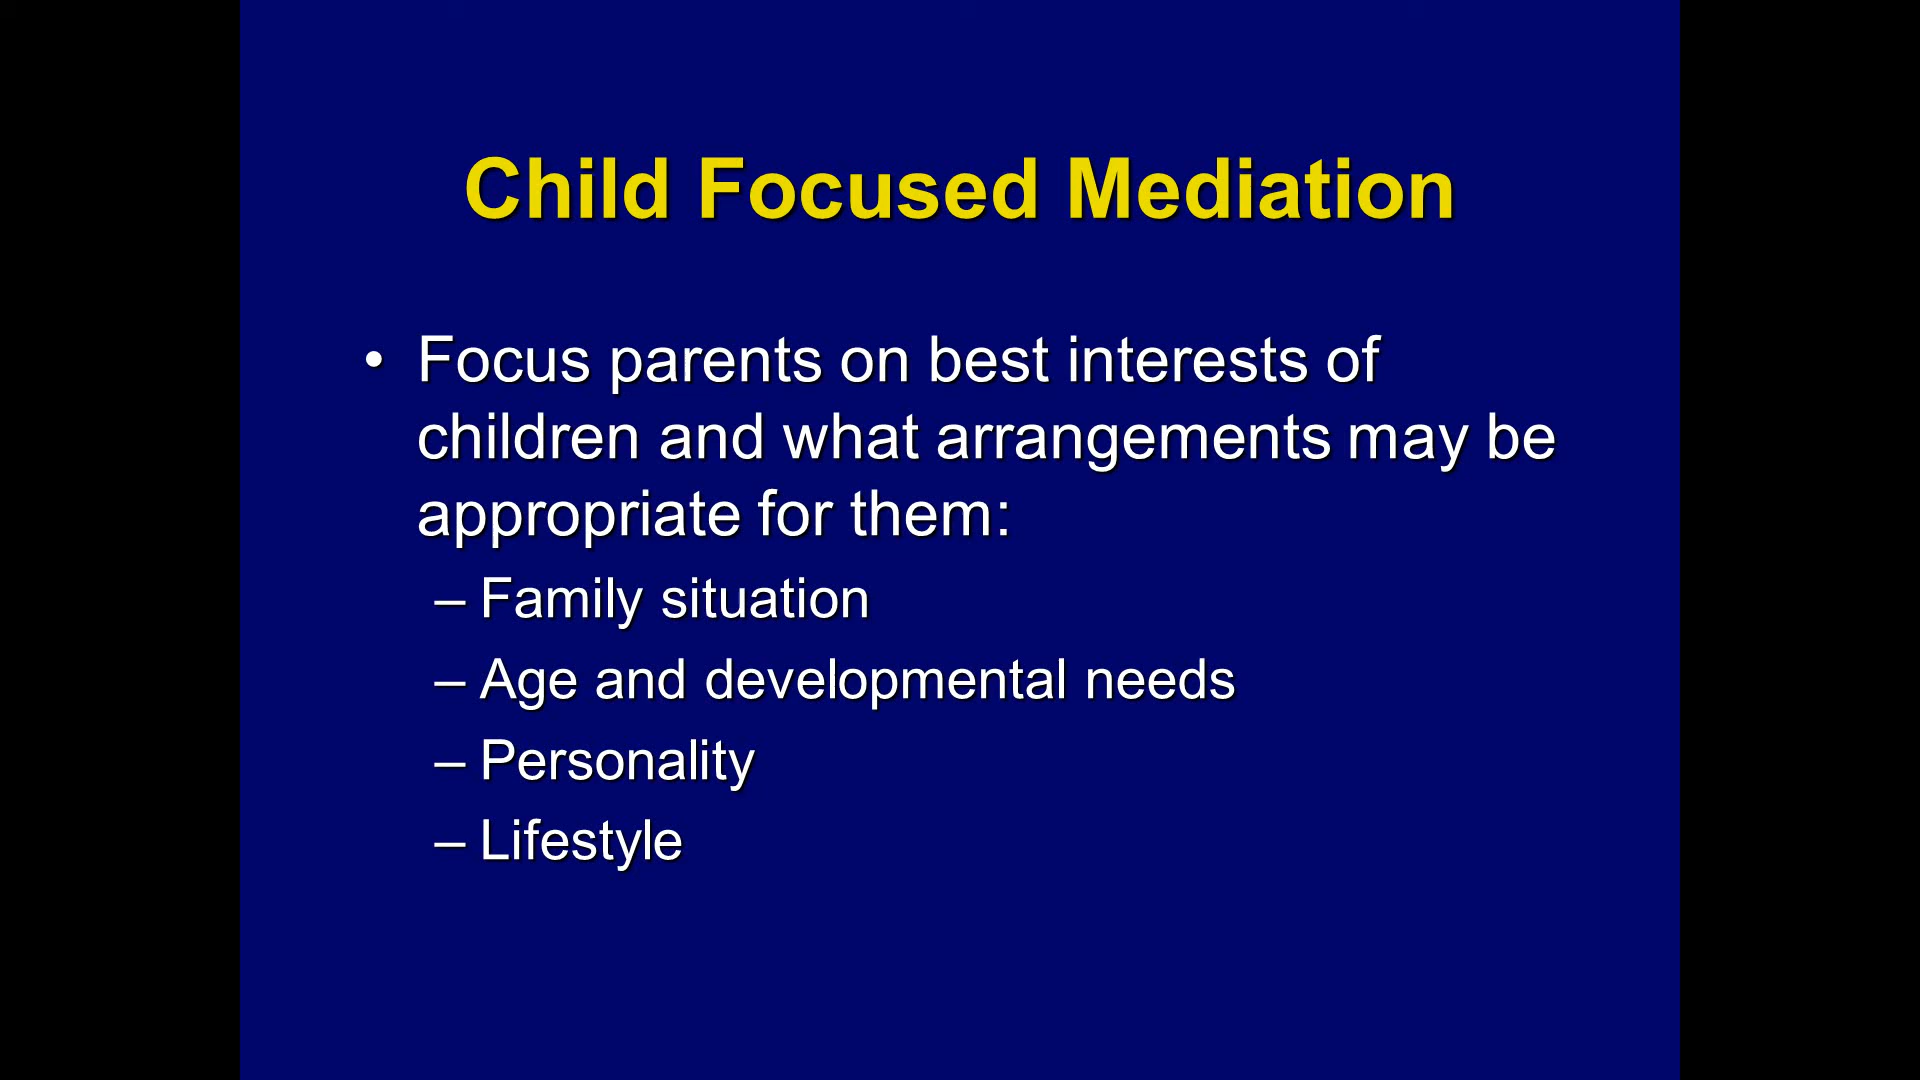 Child Focused Mediation
• Focus parents on best interests of
children and what arrangements may be
appropriate for them:
– Family situation
– Age and developmental needs
– Personality
– Lifestyle